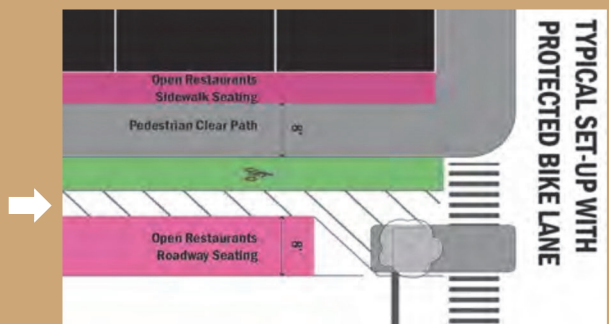 Open Restaurants
Sidewalk Seating
Pedestrian Clear Path
8'
Open Restaurants
Roadway Seating
8'
TYPICAL SET-UP WITH
PROTECTED BIKE LANE